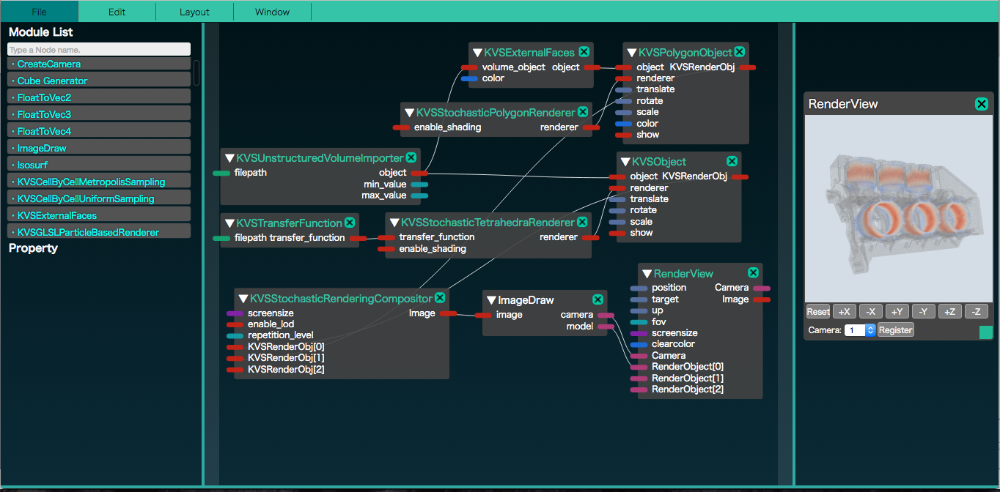 File Edit Layout Window
Module List
Type a Node name.
· CreateCamera
· Cube Generator
· FloatToVec2
· FloatToVec3
· FloatToVec4
· ImageDraw
· Isosurf
· KVSCellByCellMetropolisSampling
· KVSCellByCellUniformSampling
· KVSExternalFaces
· KVSGLSLParticleBasedRenderer
Property
KVSExternalFaces
volume_object object
color
KVSPolygonObject
object KVSRenderObj
renderer
translate
rotate
scale
color
show
KVSStochasticPolygonRenderer
enable_shading renderer
KVSUnstructuredVolumeImporter
filepath object
min_value
max_value
KVSObject
object KVSRenderObj
renderer
translate
rotate
scale
show
KVSTransferFunction
filepath transfer_function
KVSStochasticTetrahedraRenderer
transfer_function renderer
enable_shading
KVSStochasticRenderingCompositor
screensize Image
enable_lod
repetition_level
KVSRenderObj[0]
KVSRenderObj[1]
KVSRenderObj[2]
ImageDraw
image camera
model
RenderView
position Camera
target Image
up
fov
screensize
clearcolor
Camera
RenderObject[0]
RenderObject[1]
RenderObject[2]
RenderView
Reset +X -X +Y -Y +Z -Z
Camera: 1 Register